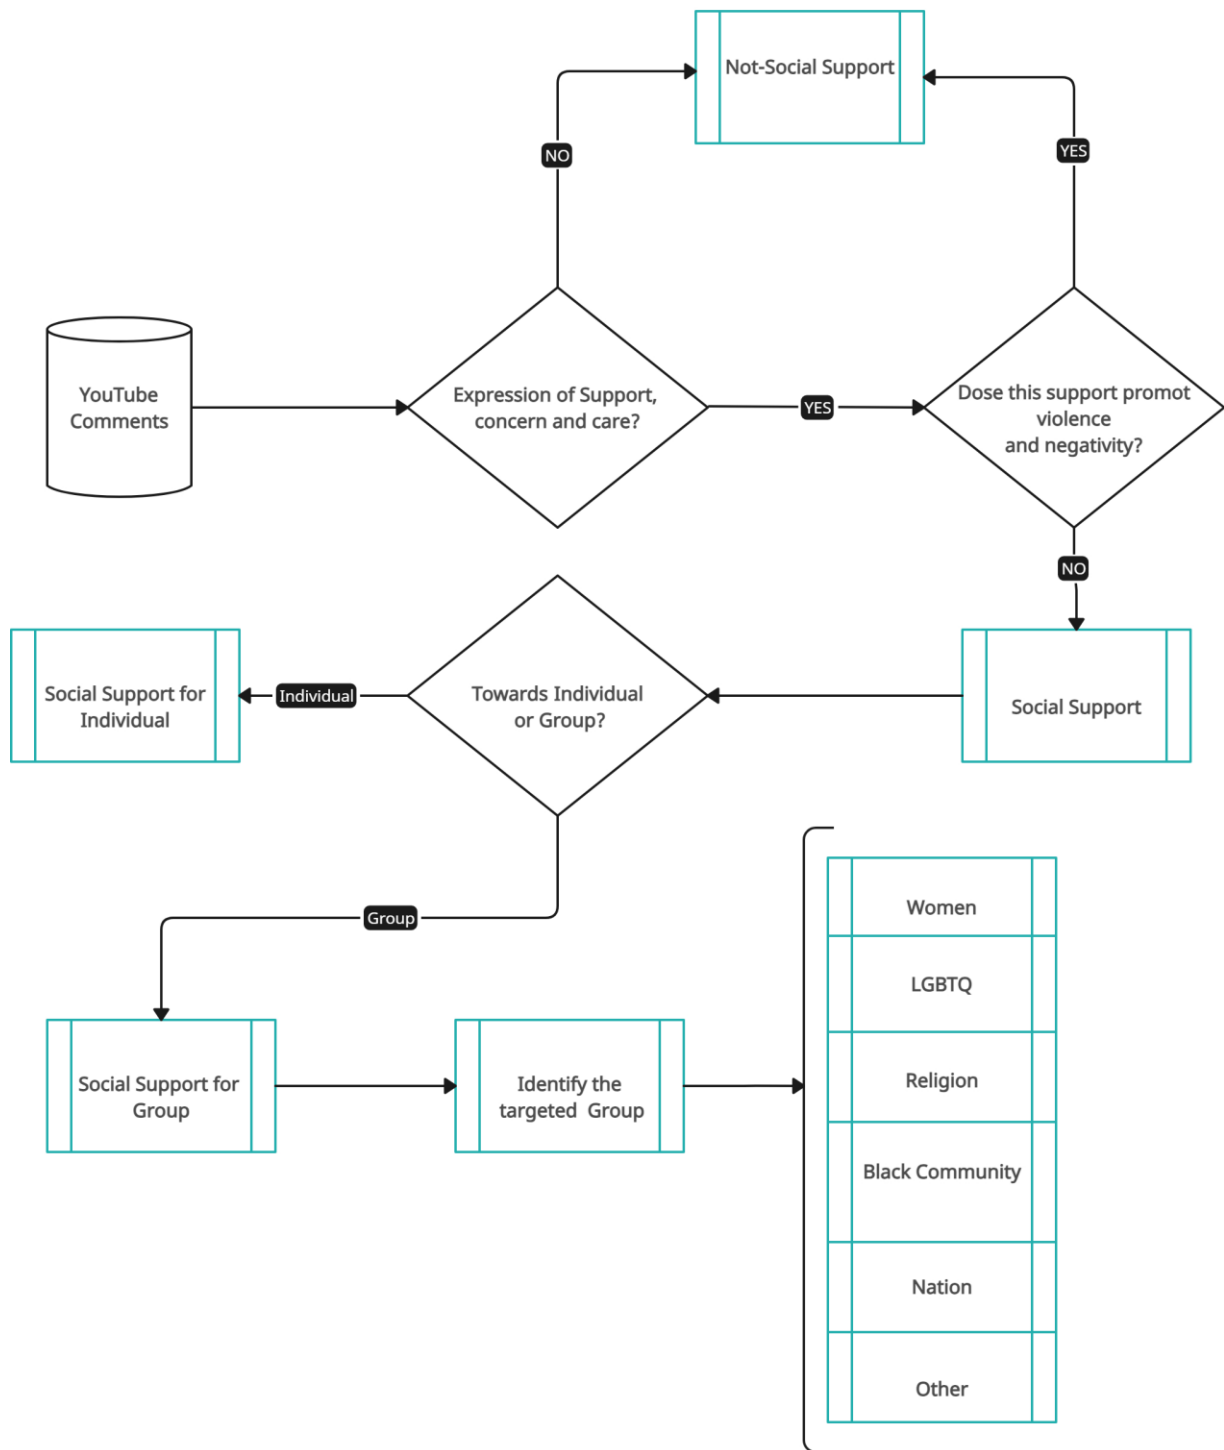 Not-Social Support
NO
YES
YouTube
Comments
Expression of Support,
concern and care?
YES
Dose this support promot
violence
and negativity?
NO
Social Support for
Individual
Individual
Towards Individual
or Group?
Social Support
Group
Women
LGBTQ
Religion
Black Community
Nation
Other
Social Support for
Group
Identify the
targeted  Group